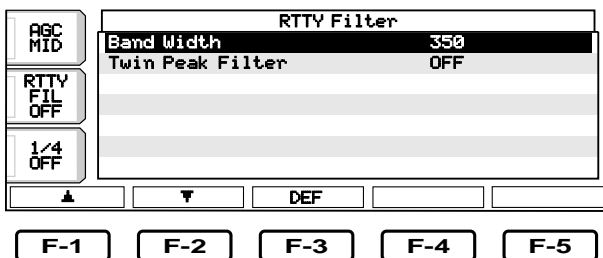 RTTY Filter
AGC
MID
Band Width 350
Twin Peak Filter OFF
RTTY
FIL
OFF
1/4
OFF
▲ ▼ DEF
F-1 F-2 F-3 F-4 F-5